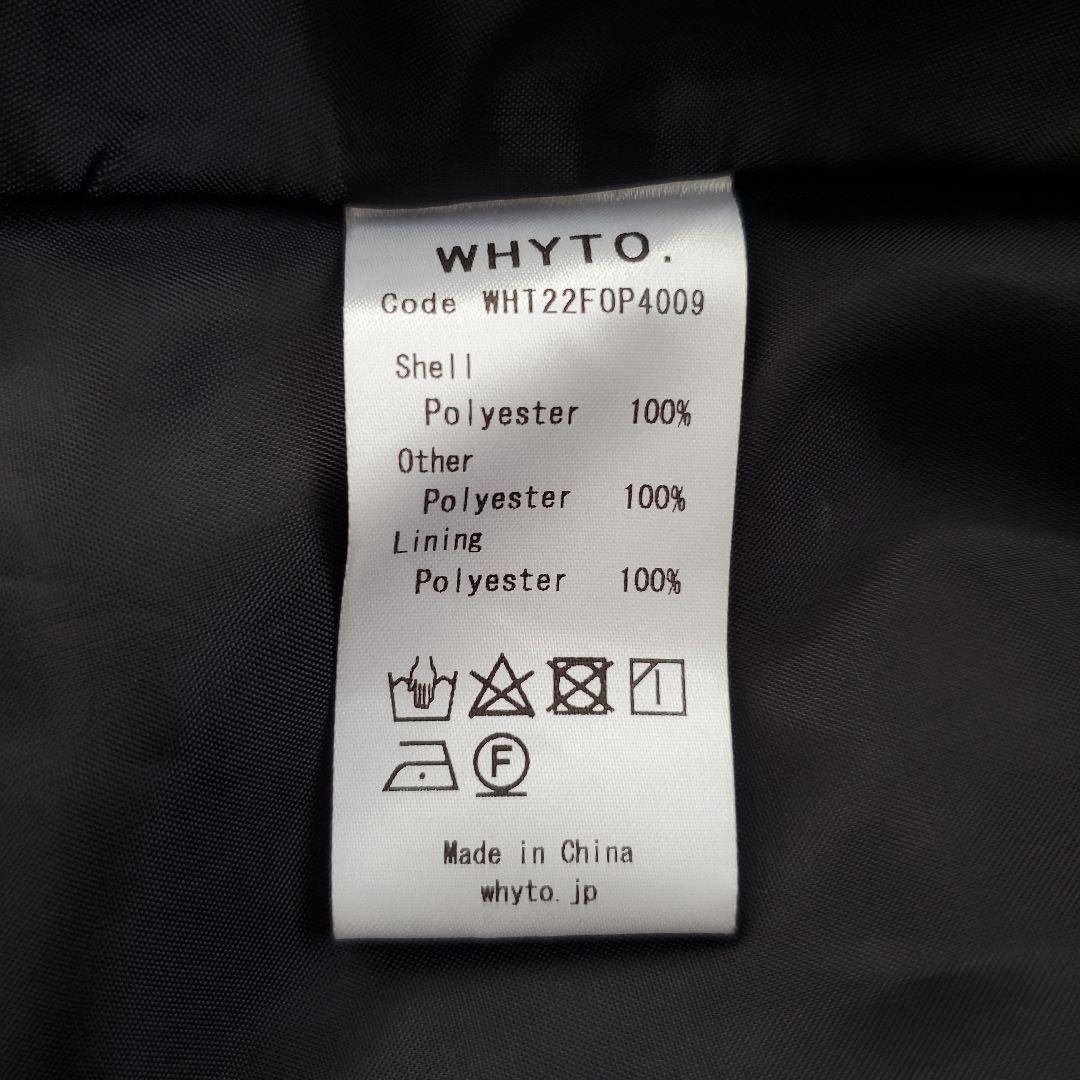 WHYTO.
Code WHT22FOP4009
Shell
Polyester 100%
Other
Polyester 100%
Lining
Polyester 100%
F
Made in China
whyto.jp